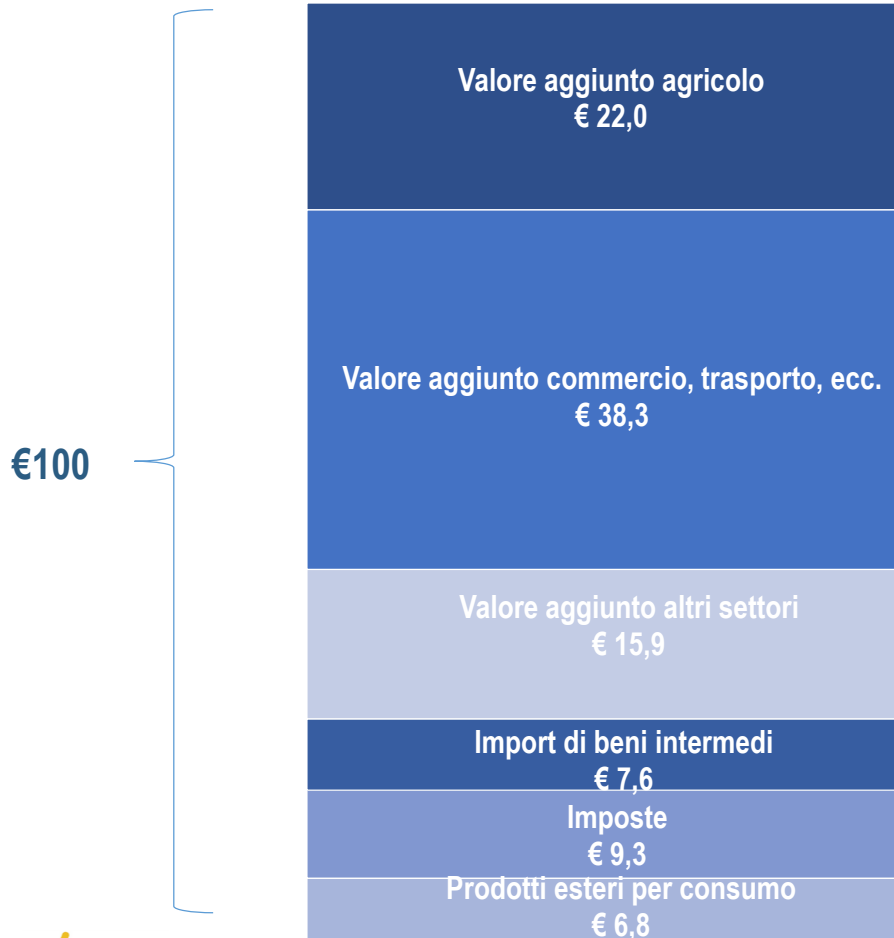 Valore aggiunto agricolo
€ 22,0
Valore aggiunto commercio, trasporto, ecc.
€ 38,3
€100
Valore aggiunto altri settori
€ 15,9
Import di beni intermedi
€ 7,6
Imposte
€ 9,3
Prodotti esteri per consumo
€ 6,8